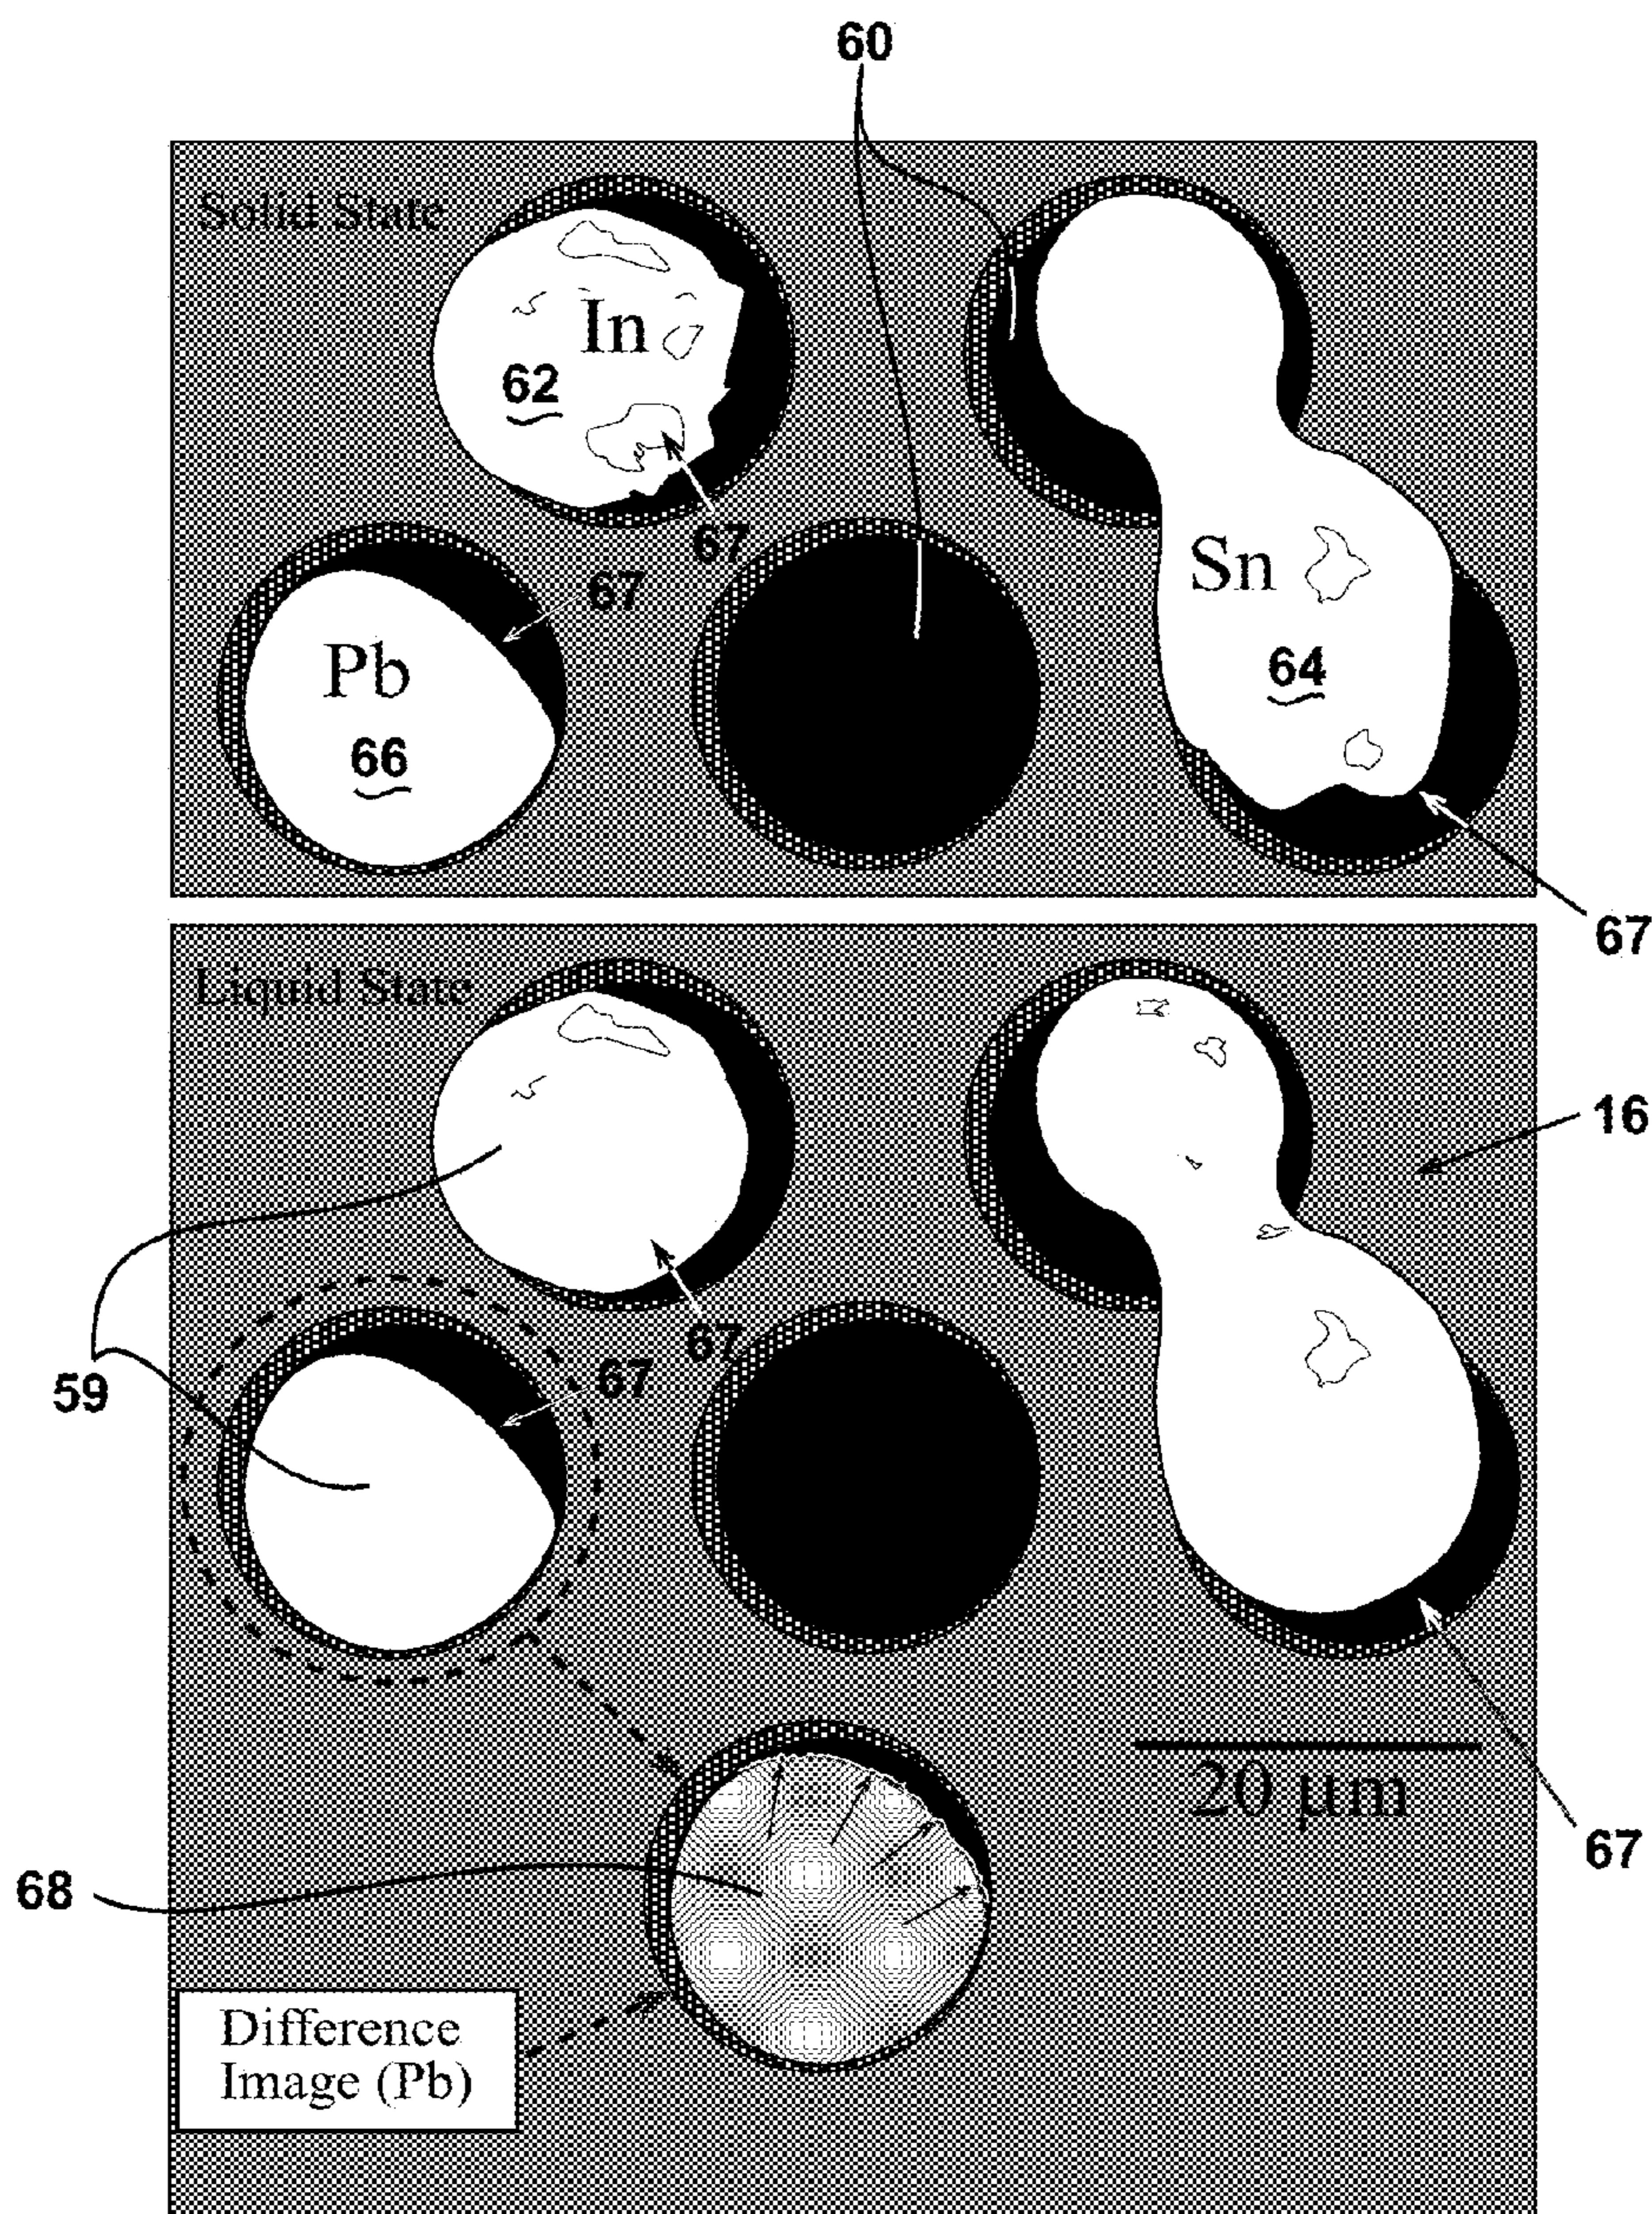 60
Solid State
In
62
67
67
Sn
Pb
64
66
67
Liquid State
16
67
67
59
20 μm
67
68
Difference
Image (Pb)